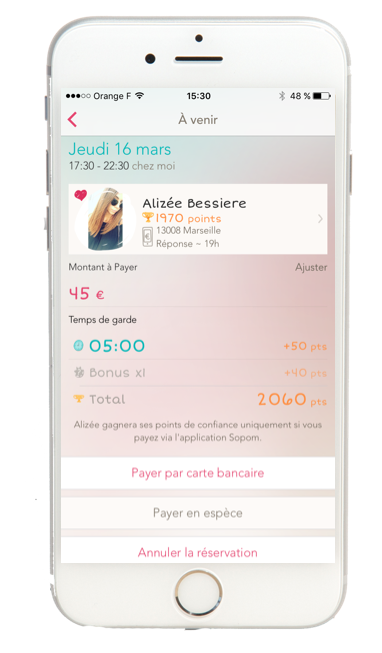 Orange F 15:30 48 %
À venir
Jeudi 16 mars
17:30 - 22:30 chez moi
Alizée Bessiere
1970 points
13008 Marseille
Réponse ~ 19h
Montant à Payer Ajuster
45 €
Temps de garde
05:00 +50 pts
Bonus x1 +40 pts
Total 2060 pts
Alizée gagnera ses points de confiance uniquement si vous
payez via l'application Sopom.
Payer par carte bancaire
Payer en espèce
Annuler la réservation